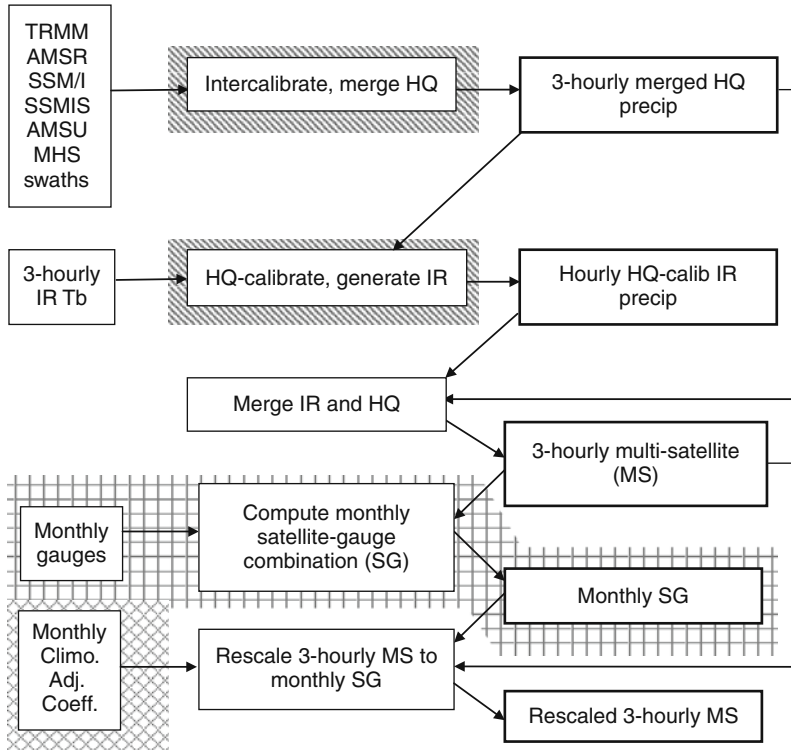 TRMM
AMSR
SSM/I
SSMIS
AMSU
MHS
swaths
Intercalibrate, merge HQ
3-hourly merged HQ
precip
3-hourly
IR Tb
HQ-calibrate, generate IR
Hourly HQ-calib IR
precip
Merge IR and HQ
3-hourly multi-satellite
(MS)
Monthly
gauges
Compute monthly
satellite-gauge
combination (SG)
Monthly SG
Monthly
Climo.
Adj.
Coeff.
Rescale 3-hourly MS to
monthly SG
Rescaled 3-hourly MS